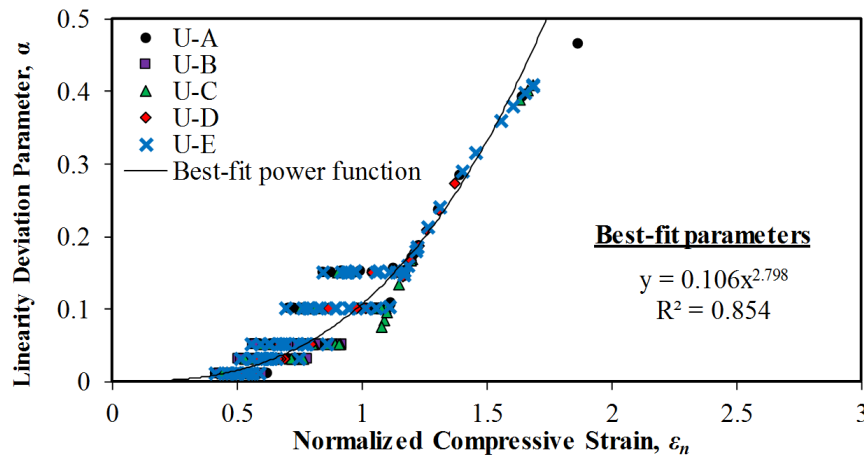 0.5
0.4
0.3
0.2
0.1
0
Linearity Deviation Parameter, α
U-A
U-B
U-C
U-D
U-E
Best-fit power function
Best-fit parameters
y = 0.106x^2.798
R² = 0.854
0 0.5 1 1.5 2 2.5 3
Normalized Compressive Strain, εn